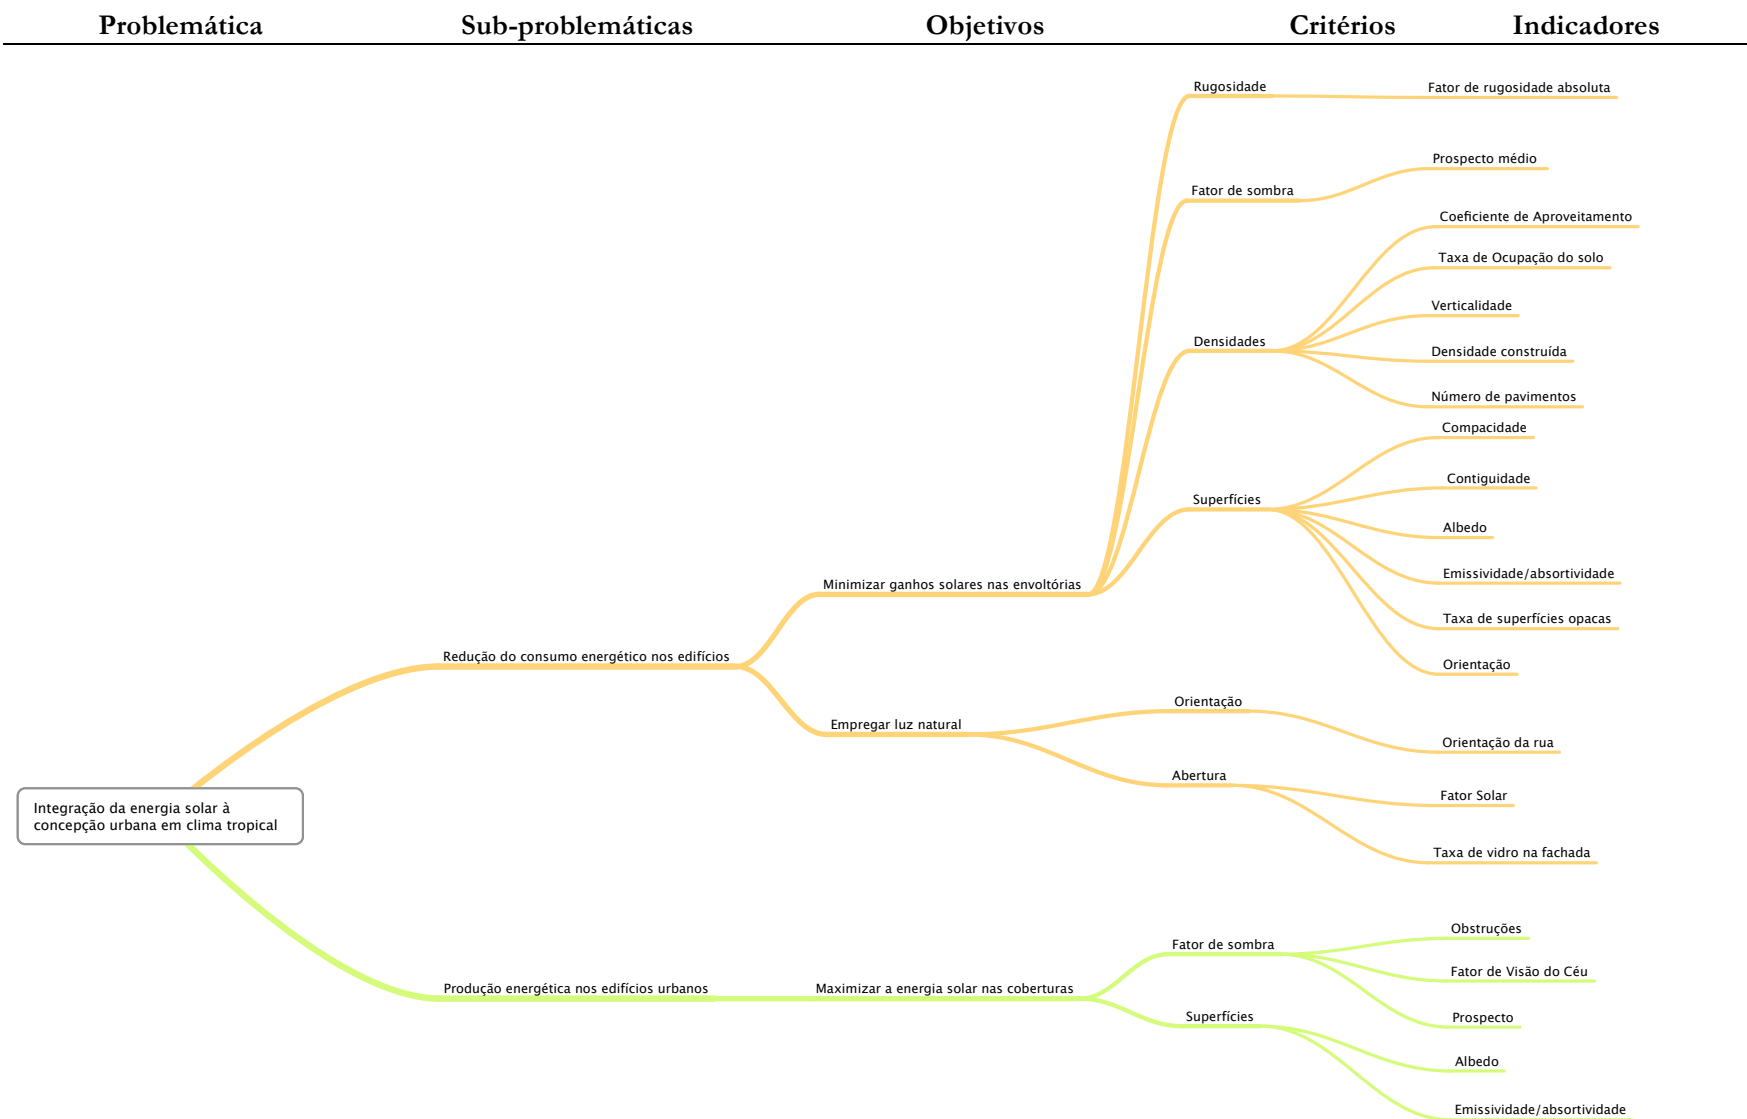 Problemática Sub-problemáticas Objetivos Critérios Indicadores
Rugosidade
Fator de rugosidade absoluta
Prospecto médio
Fator de sombra
Coeficiente de Aproveitamento
Taxa de Ocupação do solo
Verticalidade
Densidades
Densidade construída
Número de pavimentos
Compacidade
Contiguidade
Superfícies
Albedo
Emissividade/absortividade
Minimizar ganhos solares nas envoltórias
Taxa de superfícies opacas
Redução do consumo energético nos edifícios
Orientação
Orientação
Empregar luz natural
Orientação da rua
Abertura
Fator Solar
Integração da energia solar à
concepção urbana em clima tropical
Taxa de vidro na fachada
Obstruções
Fator de sombra
Fator de Visão do Céu
Produção energética nos edifícios urbanos
Maximizar a energia solar nas coberturas
Superfícies
Prospecto
Albedo
Emissividade/absortividade